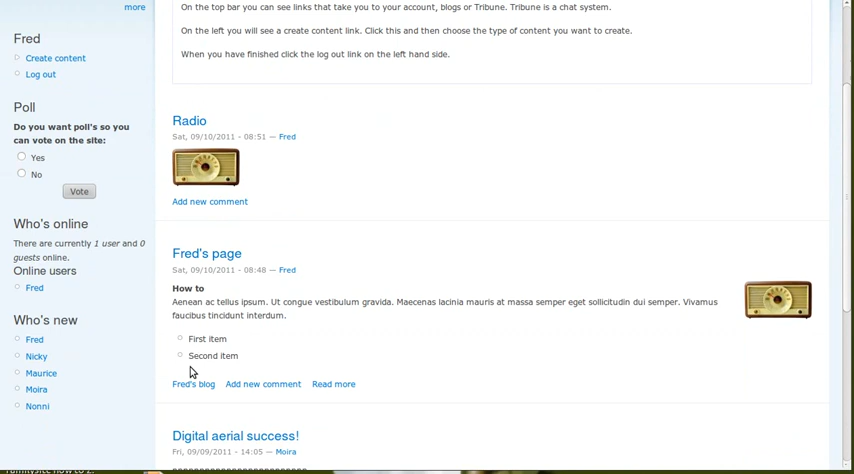 more
Fred
Create content
Log out
Poll
Do you want poll's so you
can vote on the site:
Yes
No
Vote
Who's online
There are currently 1 user and 0
guests online.
Online users
Fred
Who's new
Fred
Nicky
Maurice
Moira
Nonni
On the top bar you can see links that take you to your account, blogs or Tribune. Tribune is a chat system.
On the left you will see a create content link. Click this and then choose the type of content you want to create.
When you have finished click the log out link on the left hand side.
Radio
Sat, 09/10/2011 - 08:51 — Fred
Add new comment
Fred's page
Sat, 09/10/2011 - 08:48 — Fred
How to
Aenean ac tellus ipsum. Ut congue vestibulum gravida. Maecenas lacinia mauris at massa semper eget sollicitudin dui semper. Vivamus
faucibus tincidunt interdum.
First item
Second item
Fred's blog Add new comment Read more
Digital aerial success!
Fri, 09/09/2011 - 14:05 — Moira